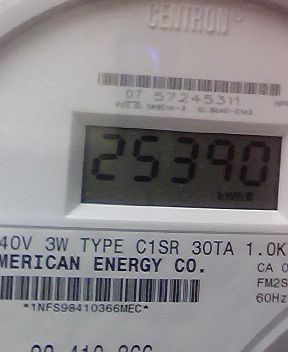 CENTRON®
07 57245311
25390
kWh
40V 3W TYPE C1SR 30TA 1.0K
MERICAN ENERGY CO.
CA 0
FM2S
60Hz
*1NFS98410366MEC*